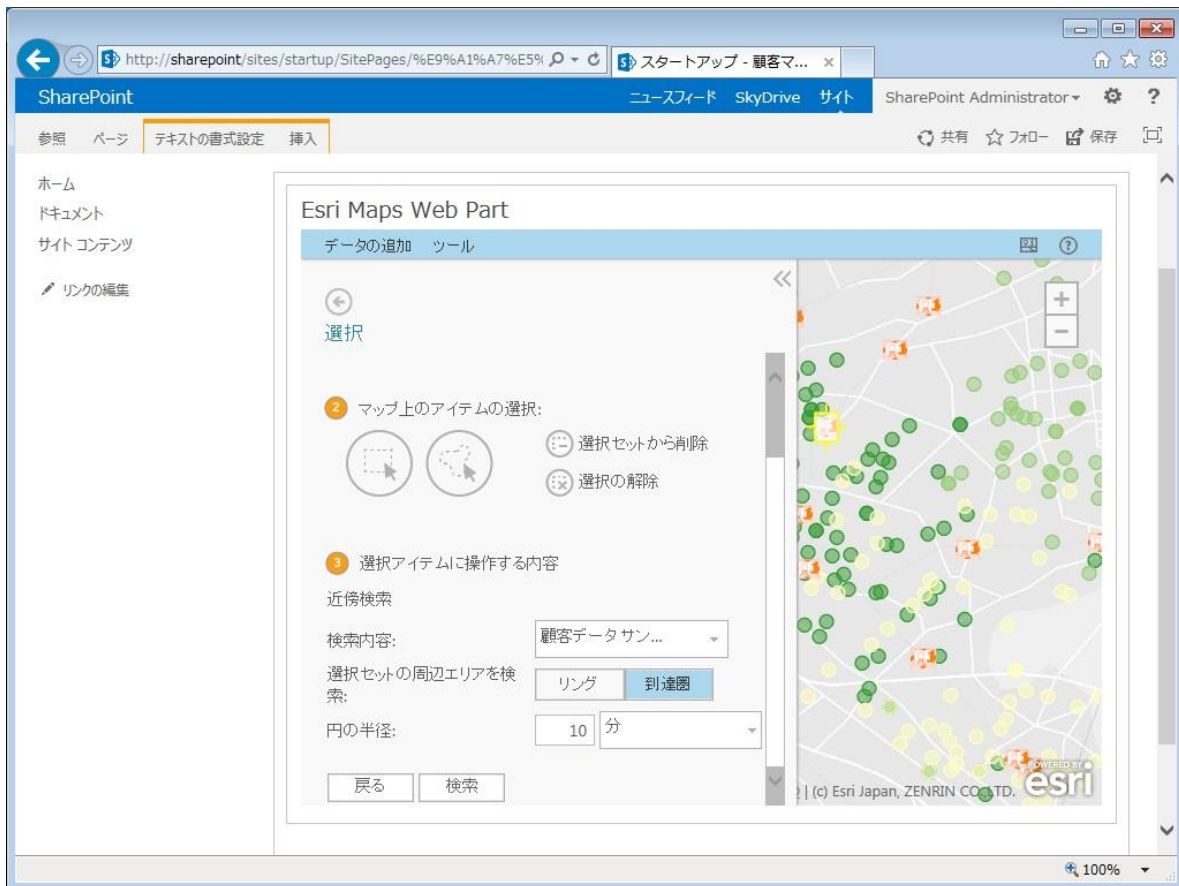 http://sharepoint/sites/startup/SitePages/%E9%A1%A7%E5%
スタートアップ - 顧客マ...
SharePoint
ニュースフィード SkyDrive サイト SharePoint Administrator ?
参照 ページ テキストの書式設定 挿入 共有 フォロー 保存
ホーム
ドキュメント
サイト コンテンツ
リンクの編集
Esri Maps Web Part
データの追加 ツール ?
選択
2 マップ上のアイテムの選択:
選択セットから削除
選択の解除
3 選択アイテムに操作する内容
近傍検索
検索内容: 顧客データ サン...
選択セットの周辺エリアを検
索:
リング 到達圏
円の半径: 10 分
戻る 検索
POWERED BY
esri
| (c) Esri Japan, ZENRIN CO., LTD.
100%